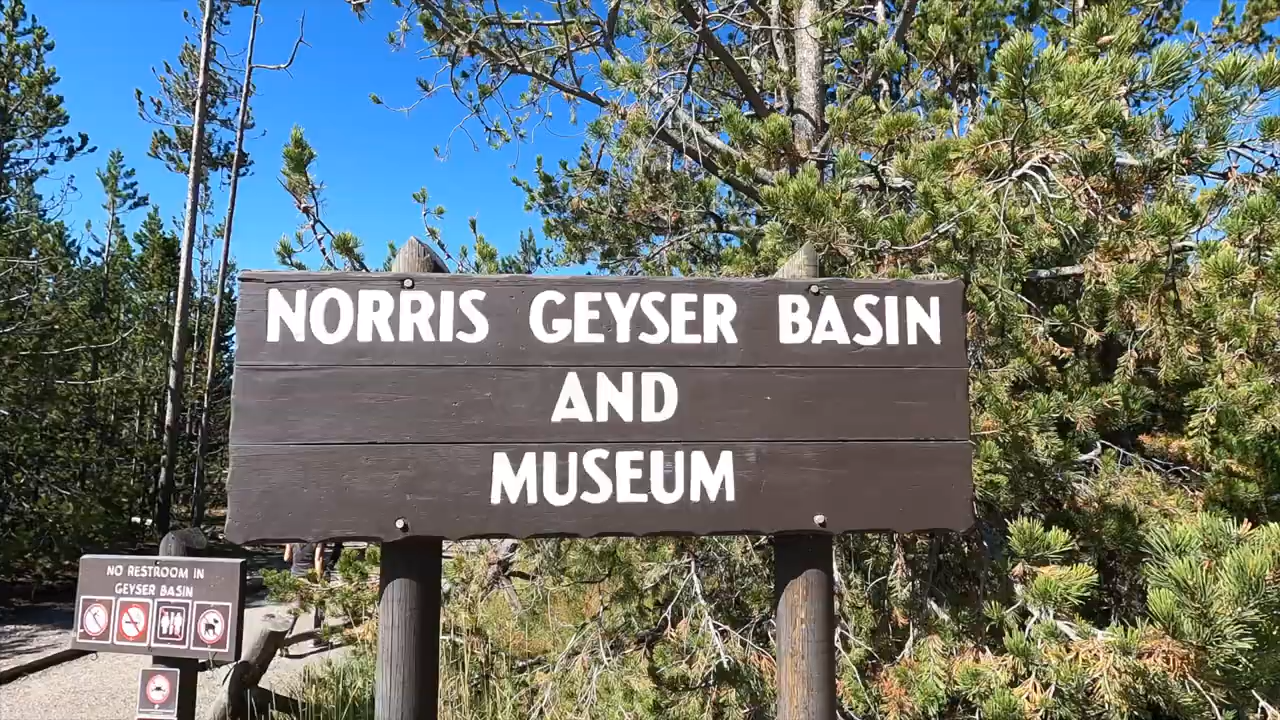 NORRIS GEYSER BASIN
AND
MUSEUM
NO RESTROOM IN
GEYSER BASIN